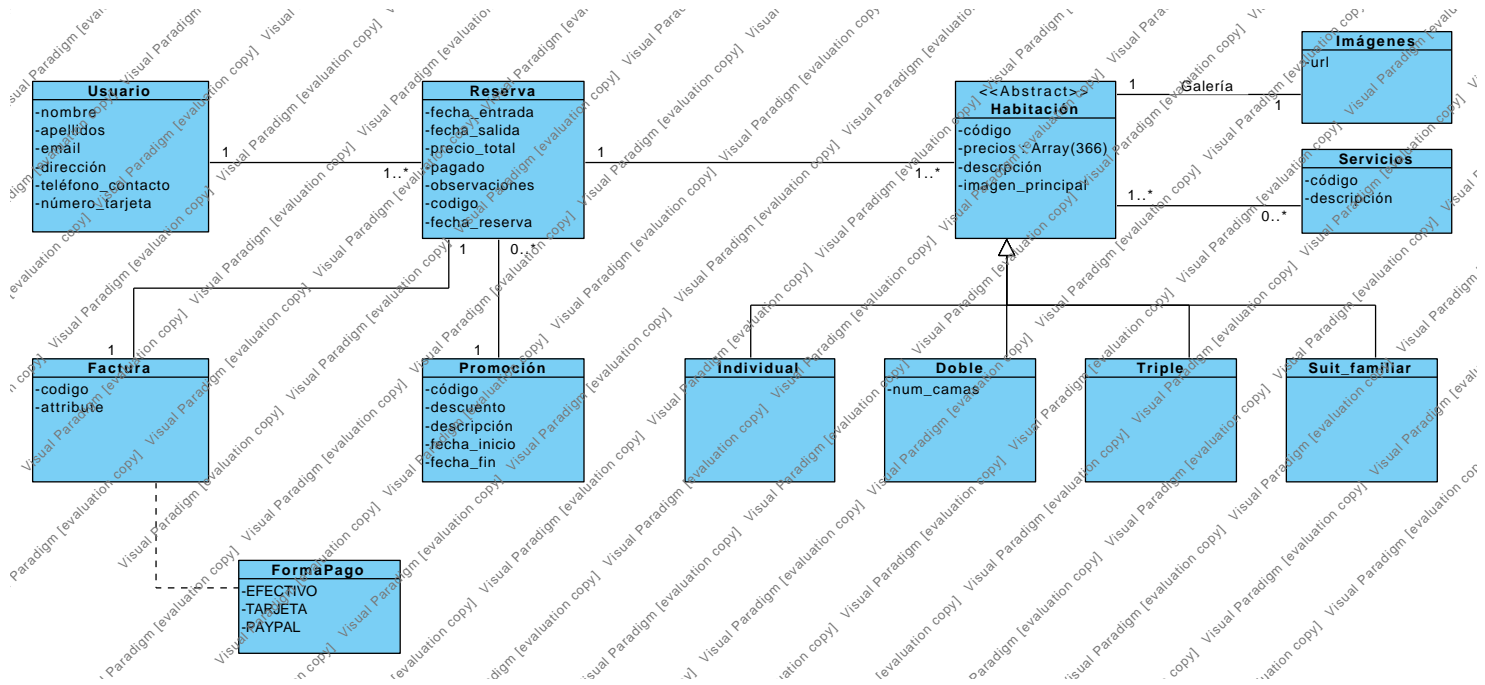 Usuario
-nombre
-apellidos
-email
-dirección
-teléfono_contacto
-número_tarjeta
1
1..*
Reserva
-fecha_entrada
-fecha_salida
-precio_total
-pagado
-observaciones
-codigo
-fecha_reserva
1
1..*
<<Abstract>>
Habitación
-código
-precios : Array(366)
-descripción
-imagen_principal
1
Galería
1
Imágenes
-url
1..*
0..*
Servicios
-código
-descripción
1
1
0..*
1
Factura
-codigo
-attribute
Promoción
-código
-descuento
-descripción
-fecha_inicio
-fecha_fin
Individual
Doble
-num_camas
Triple
Suit_familiar
FormaPago
-EFECTIVO
-TARJETA
-PAYPAL
Visual Paradigm [evaluation copy]